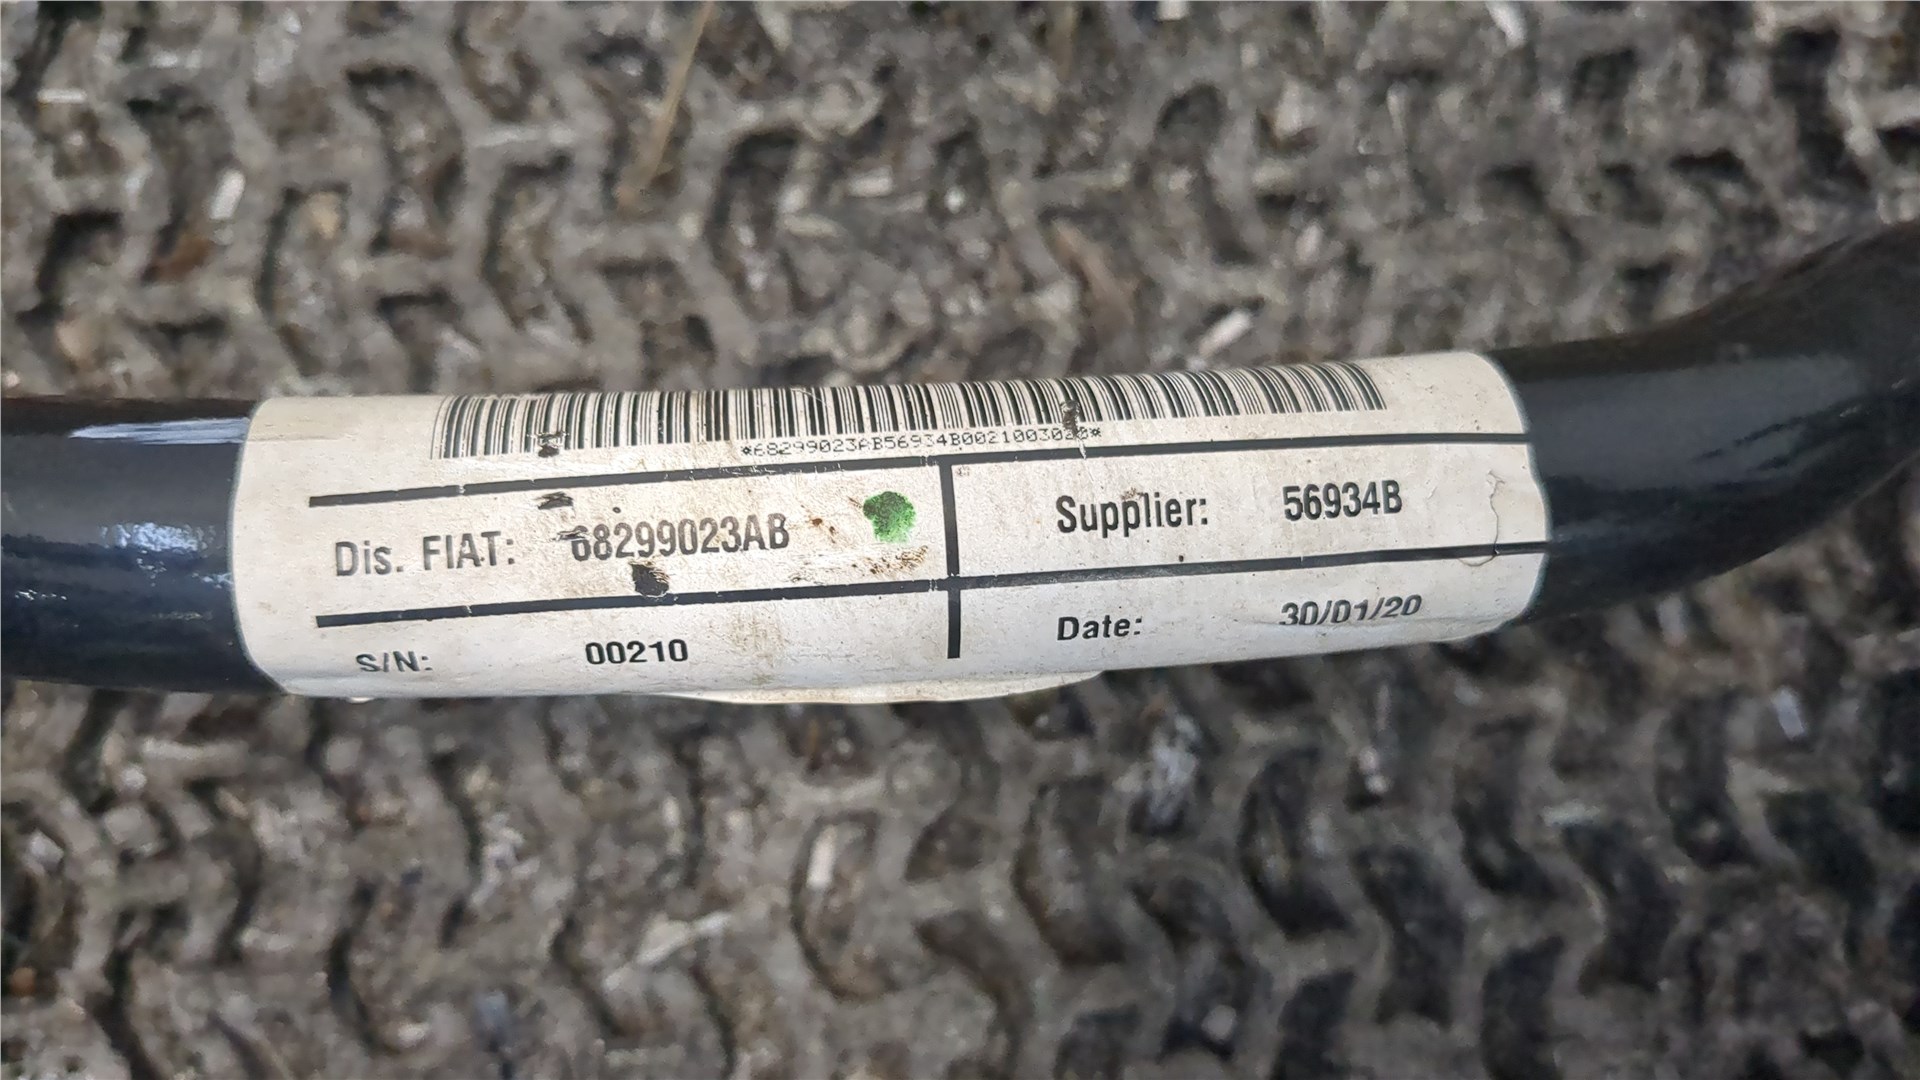 *68299023AB56934B0021003020*
Dis. FIAT: 68299023AB
Supplier: 56934B
S/N: 00210
Date: 30/01/20